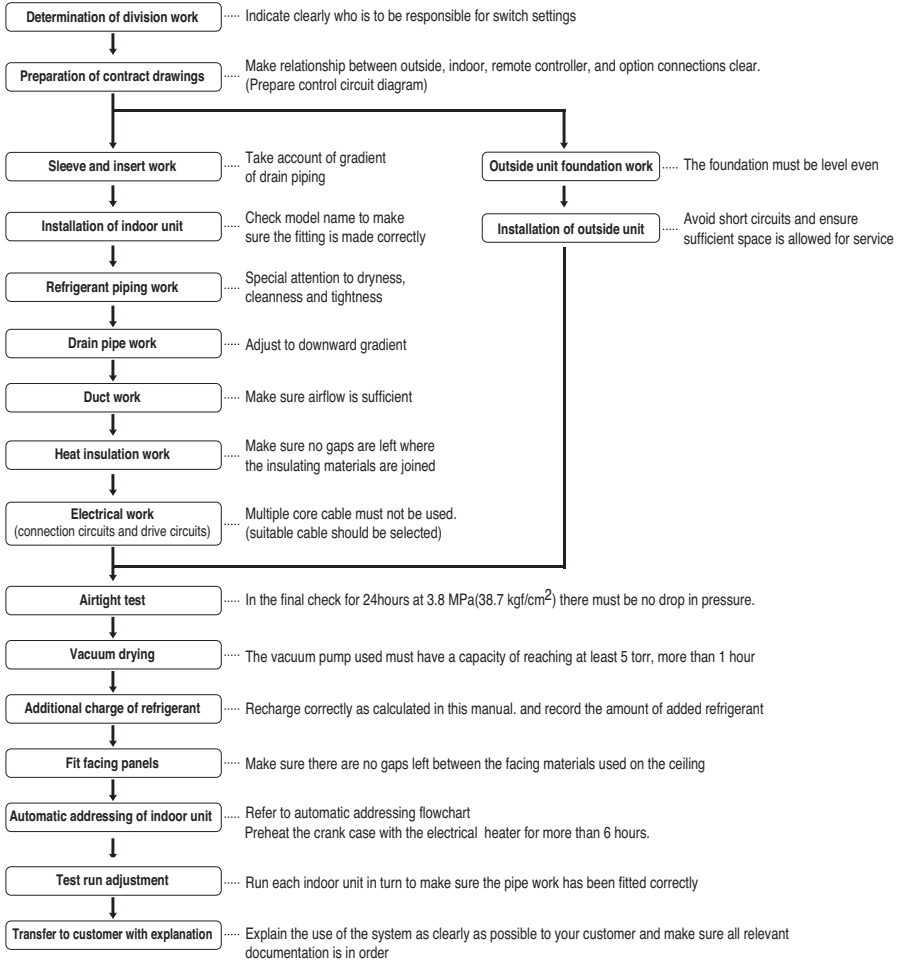 Determination of division work
Indicate clearly who is to be responsible for switch settings
Preparation of contract drawings
Make relationship between outside, indoor, remote controller, and option connections clear.
(Prepare control circuit diagram)
Sleeve and insert work
Take account of gradient
of drain piping
Outside unit foundation work
The foundation must be level even
Installation of indoor unit
Check model name to make
sure the fitting is made correctly
Installation of outside unit
Avoid short circuits and ensure
sufficient space is allowed for service
Refrigerant piping work
Special attention to dryness,
cleanness and tightness
Drain pipe work
Adjust to downward gradient
Duct work
Make sure airflow is sufficient
Heat insulation work
Make sure no gaps are left where
the insulating materials are joined
Electrical work
(connection circuits and drive circuits)
Multiple core cable must not be used.
(suitable cable should be selected)
Airtight test
In the final check for 24hours at 3.8 MPa(38.7 kgf/cm2) there must be no drop in pressure.
Vacuum drying
The vacuum pump used must have a capacity of reaching at least 5 torr, more than 1 hour
Additional charge of refrigerant
Recharge correctly as calculated in this manual. and record the amount of added refrigerant
Fit facing panels
Make sure there are no gaps left between the facing materials used on the ceiling
Automatic addressing of indoor unit
Refer to automatic addressing flowchart
Preheat the crank case with the electrical heater for more than 6 hours.
Test run adjustment
Run each indoor unit in turn to make sure the pipe work has been fitted correctly
Transfer to customer with explanation
Explain the use of the system as clearly as possible to your customer and make sure all relevant
documentation is in order